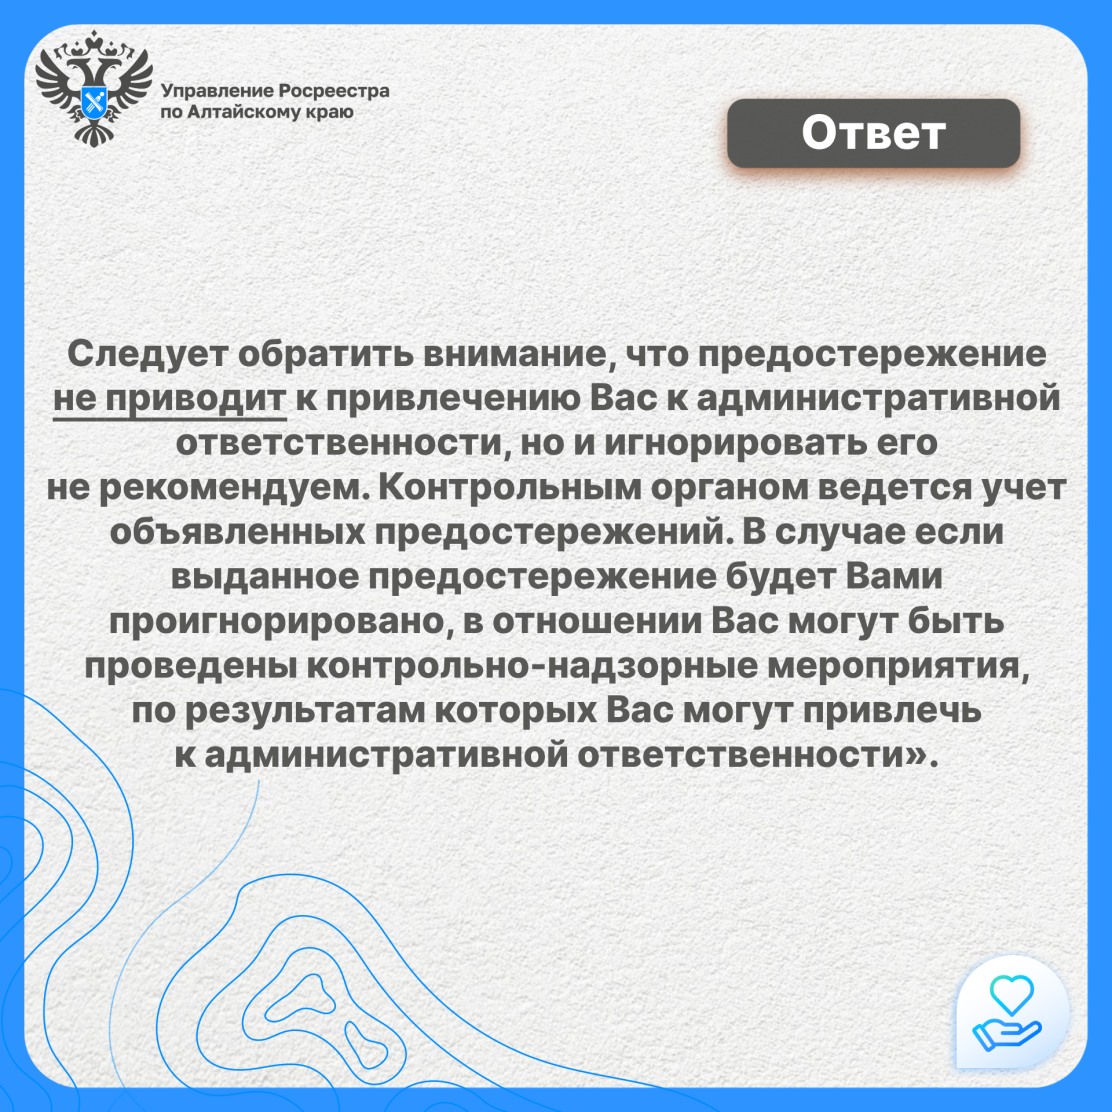 Управление Росреестра
по Алтайскому краю
Ответ
Следует обратить внимание, что предостережение
не приводит к привлечению Вас к административной
ответственности, но и игнорировать его
не рекомендуем. Контрольным органом ведется учет
объявленных предостережений. В случае если
выданное предостережение будет Вами
проигнорировано, в отношении Вас могут быть
проведены контрольно-надзорные мероприятия,
по результатам которых Вас могут привлечь
к административной ответственности».